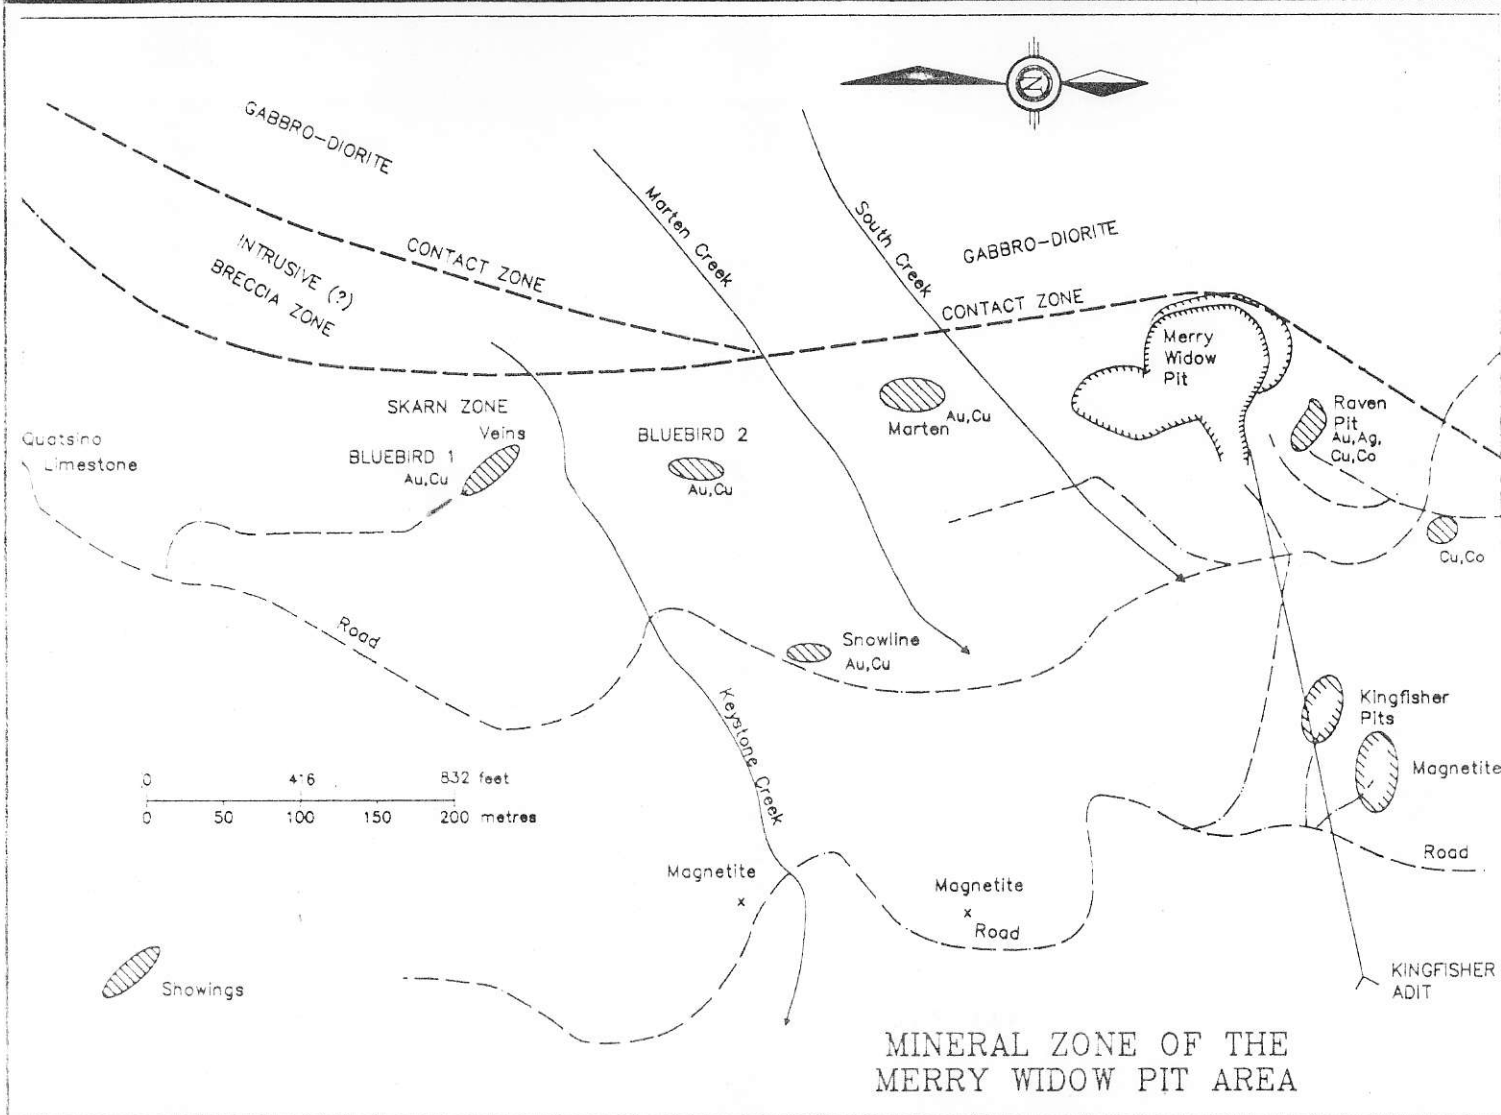 N
GABBRO-DIORITE
Marten Creek
South Creek
GABBRO-DIORITE
INTRUSIVE (?)
BRECCIA ZONE
CONTACT ZONE
CONTACT ZONE
Merry
Widow
Pit
SKARN ZONE
Veins
Au,Cu
Marten
Raven
Pit
Au,Ag,
Cu,Co
Quatsino
Limestone
BLUEBIRD 1
Au,Cu
BLUEBIRD 2
Au,Cu
Cu,Co
Road
Snowline
Au,Cu
Keystone Creek
Kingfisher
Pits
Magnetite
0 416 832 feet
0 50 100 150 200 metres
Road
Magnetite
x
Magnetite
x
Road
Showings
KINGFISHER
ADIT
MINERAL ZONE OF THE
MERRY WIDOW PIT AREA